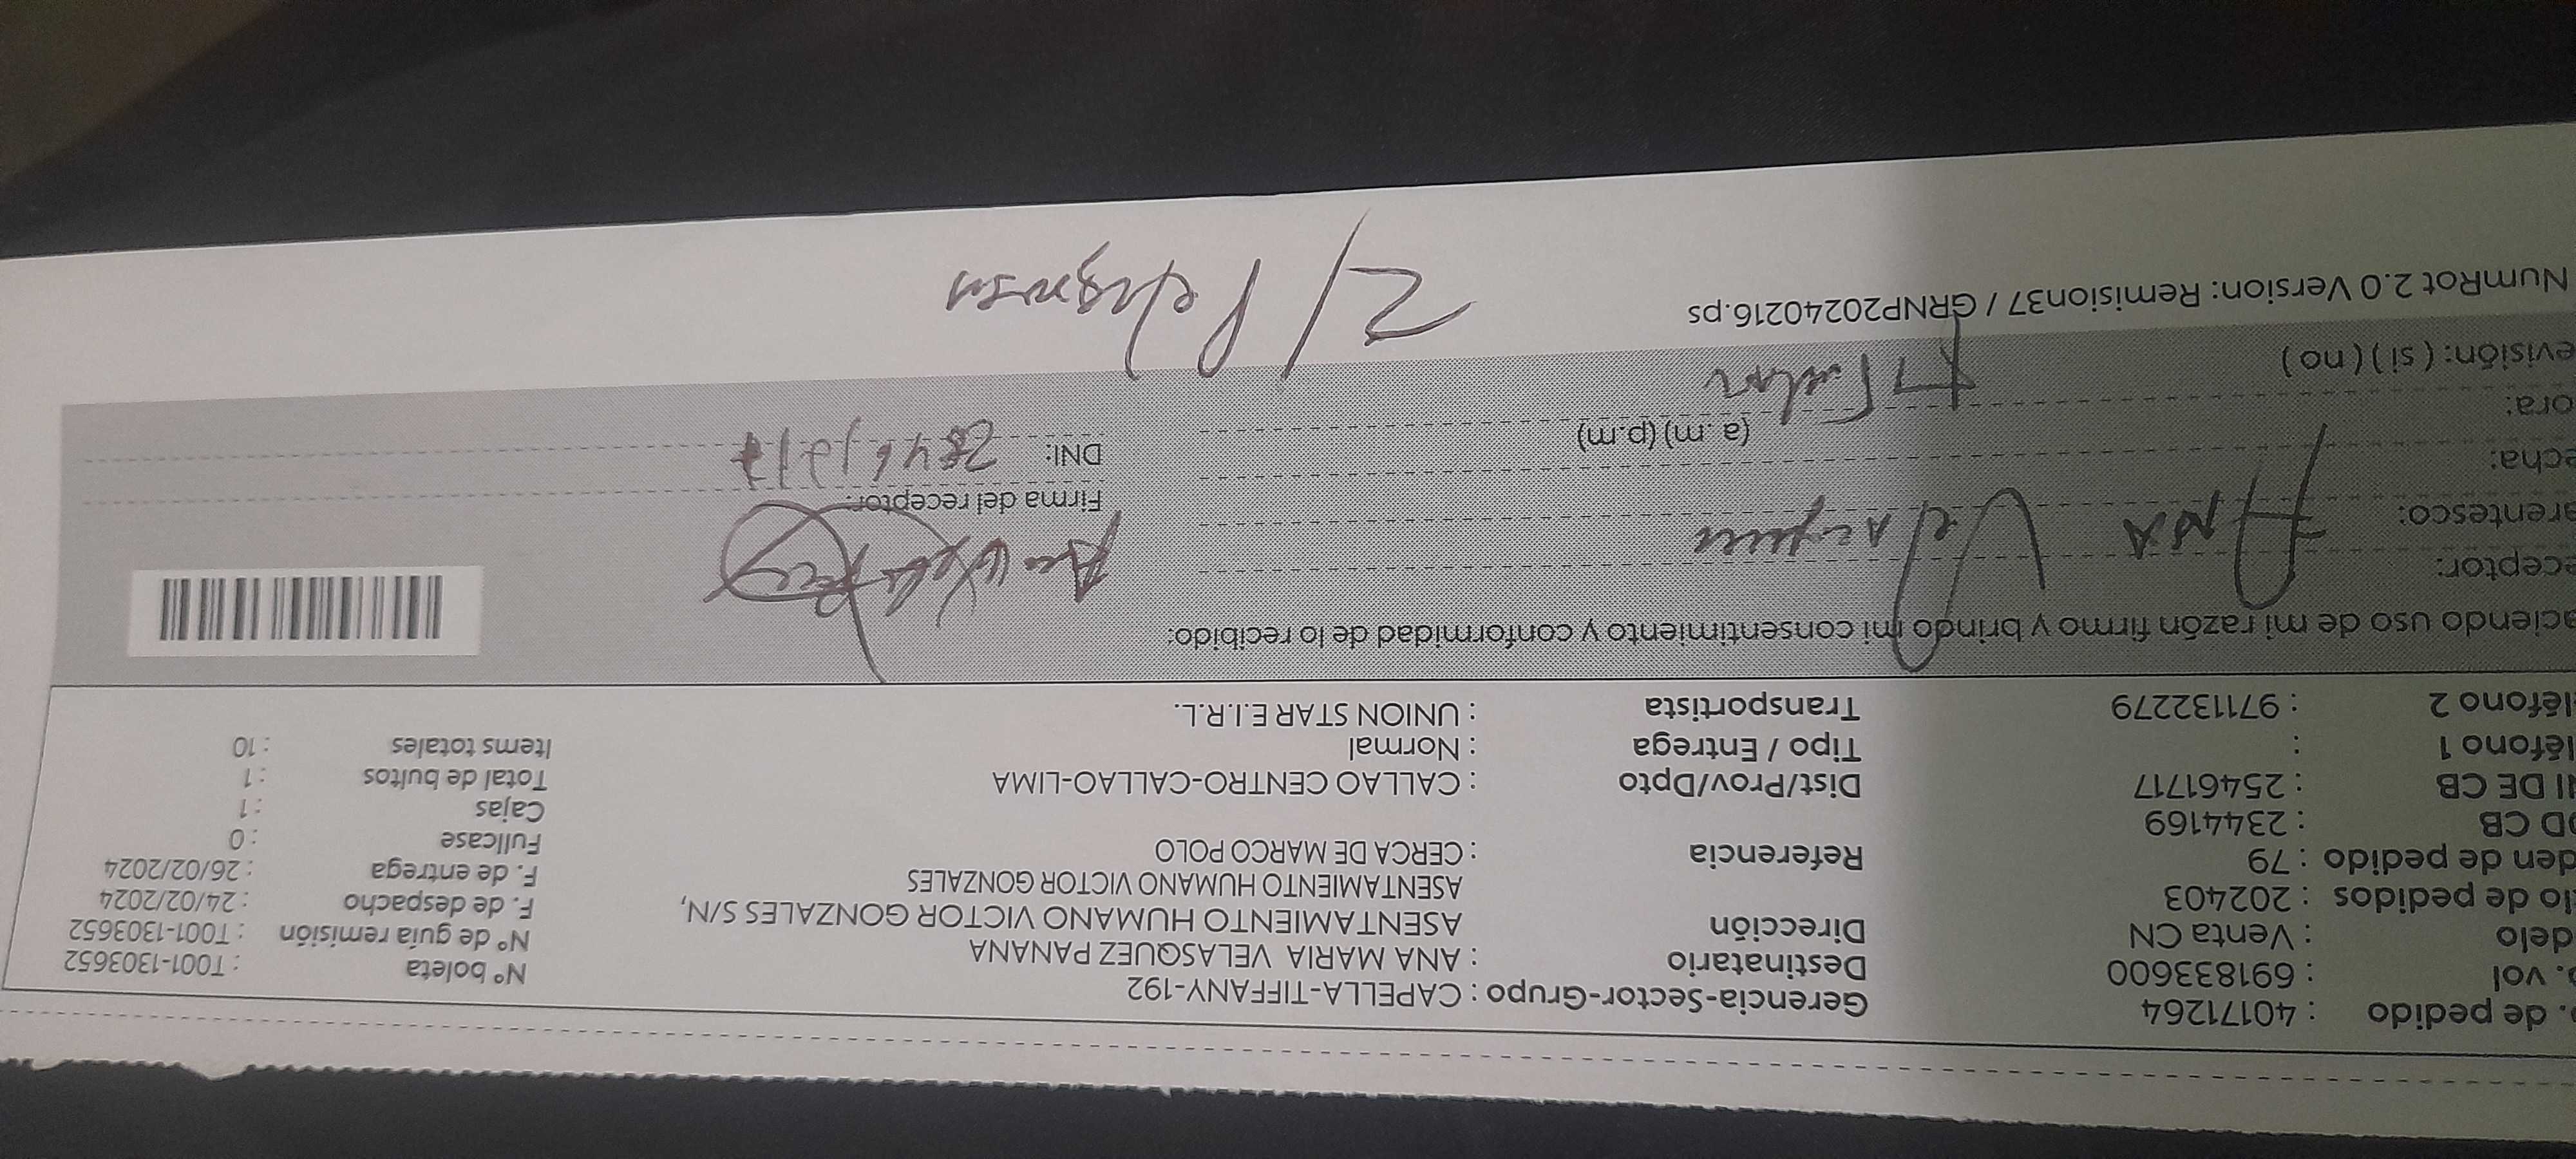 o. de pedido : 40171264
o. vol : 691833600
delo : Venta CN
lo de pedidos : 202403
den de pedido : 79
OD CB : 2344169
NI DE CB : 25461717
léfono 1 :
léfono 2 : 971132279
Gerencia-Sector-Grupo : CAPELLA-TIFFANY-192
Destinatario : ANA MARIA VELASQUEZ PANANA
Dirección ASENTAMIENTO HUMANO VICTOR GONZALES S/N,
ASENTAMIENTO HUMANO VICTOR GONZALES
Referencia : CERCA DE MARCO POLO
Dist/Prov/Dpto : CALLAO CENTRO-CALLAO-LIMA
Tipo / Entrega : Normal
Transportista : UNION STAR E.I.R.L.
N° boleta : T001-1303652
N° de guía remisión : T001-1303652
F. de despacho : 24/02/2024
F. de entrega : 26/02/2024
Fullcase : 0
Cajas : 1
Total de bultos : 1
Items totales : 10
aciendo uso de mi razón firmo y brindo mi consentimiento y conformidad de lo recibido:
eceptor:
arentesco: ANA
echa:
ora: (a .m) (p.m)
evisión: ( si ) ( no )
Firma del receptor:
DNI:
NumRot 2.0 Version: Remision37 / GRNP20240216.ps